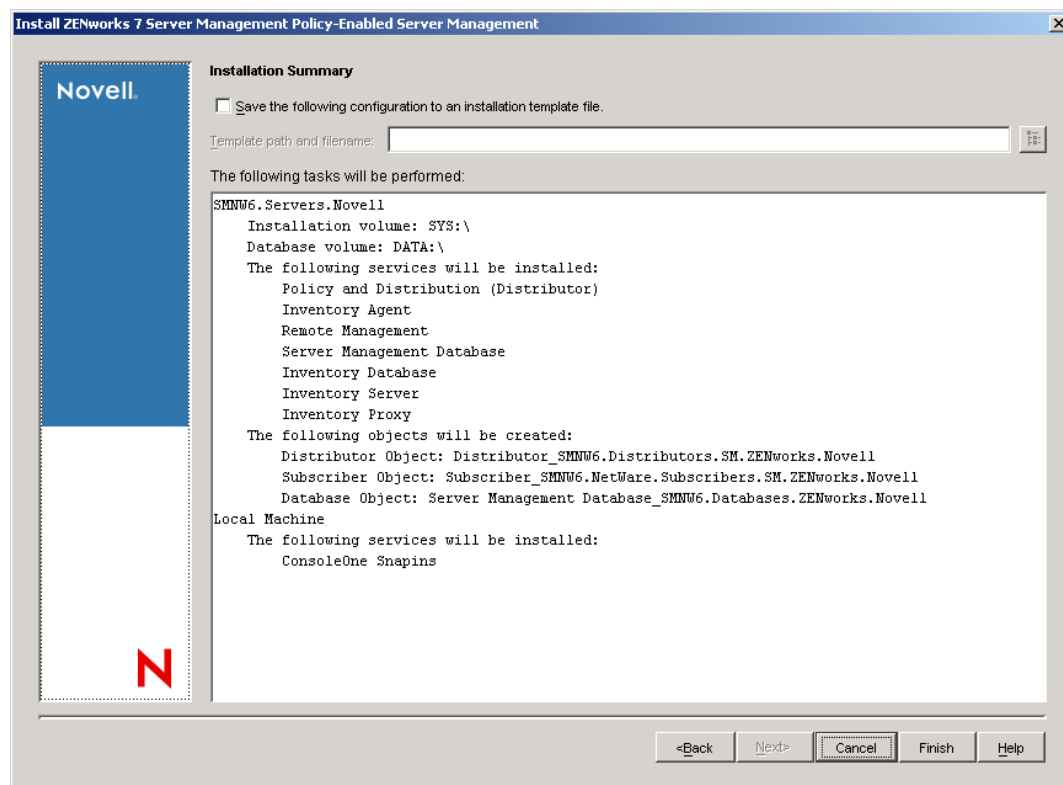 Install ZENworks 7 Server Management Policy-Enabled Server Management
Novell.
Installation Summary
Save the following configuration to an installation template file.
Template path and filename:
The following tasks will be performed:
SMNW6.Servers.Novell
Installation volume: SYS:\
Database volume: DATA:\
The following services will be installed:
Policy and Distribution (Distributor)
Inventory Agent
Remote Management
Server Management Database
Inventory Database
Inventory Server
Inventory Proxy
The following objects will be created:
Distributor Object: Distributor_SMNW6.Distributors.SM.ZENworks.Novell
Subscriber Object: Subscriber_SMNW6.NetWare.Subscribers.SM.ZENworks.Novell
Database Object: Server Management Database_SMNW6.Databases.ZENworks.Novell
Local Machine
The following services will be installed:
ConsoleOne Snapins
N
<Back Next> Cancel Finish Help